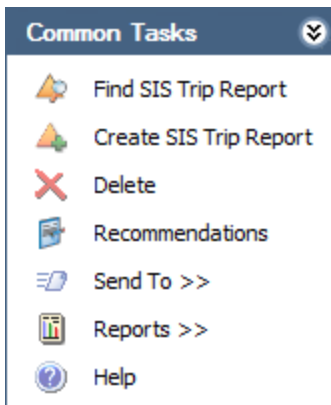 Common Tasks
Find SIS Trip Report
Create SIS Trip Report
Delete
Recommendations
Send To >>
Reports >>
Help